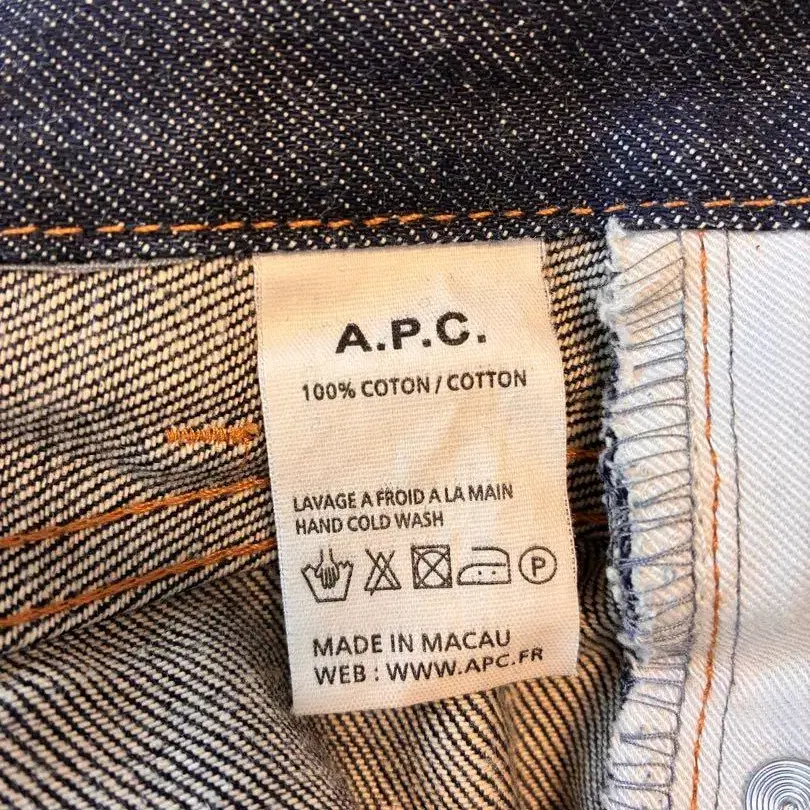 A.P.C.
100% COTON / COTTON
LAVAGE A FROID A LA MAIN
HAND COLD WASH
P
MADE IN MACAU
WEB : WWW.APC.FR